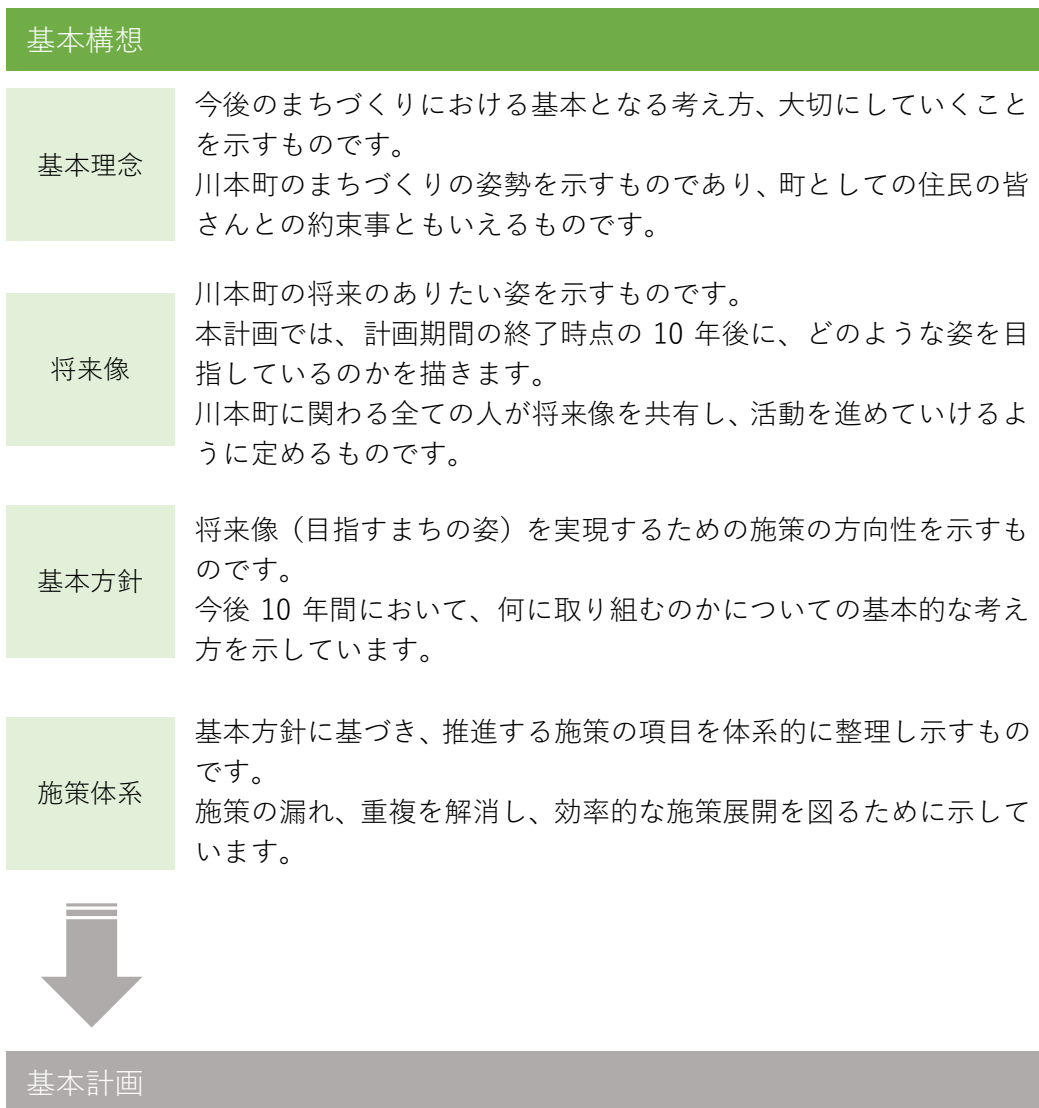 基本構想
基本理念
今後のまちづくりにおける基本となる考え方、大切にしていくこと
を示すものです。
川本町のまちづくりの姿勢を示すものであり、町としての住民の皆
さんとの約束事ともいえるものです。
将来像
川本町の将来のありたい姿を示すものです。
本計画では、計画期間の終了時点の 10 年後に、どのような姿を目
指しているのかを描きます。
川本町に関わる全ての人が将来像を共有し、活動を進めていけるよ
うに定めるものです。
基本方針
将来像（目指すまちの姿）を実現するための施策の方向性を示すも
のです。
今後 10 年間において、何に取り組むのかについての基本的な考え
方を示しています。
施策体系
基本方針に基づき、推進する施策の項目を体系的に整理し示すもの
です。
施策の漏れ、重複を解消し、効率的な施策展開を図るために示して
います。
基本計画